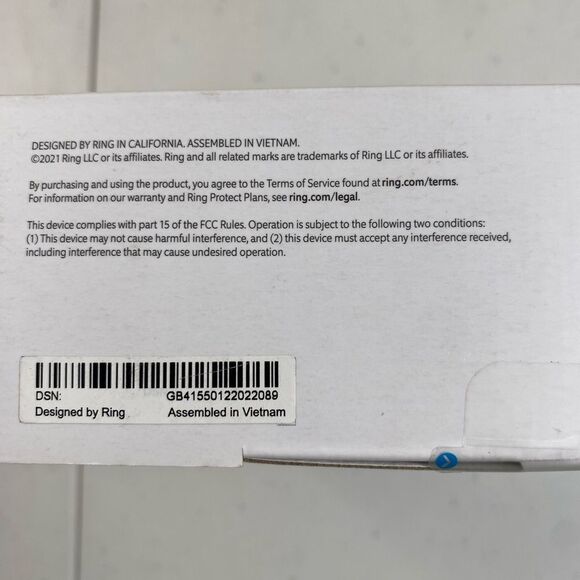 DESIGNED BY RING IN CALIFORNIA. ASSEMBLED IN VIETNAM.
©2021 Ring LLC or its affiliates. Ring and all related marks are trademarks of Ring LLC or its affiliates.
By purchasing and using the product, you agree to the Terms of Service found at ring.com/terms.
For information on our warranty and Ring Protect Plans, see ring.com/legal.
This device complies with part 15 of the FCC Rules. Operation is subject to the following two conditions:
(1) This device may not cause harmful interference, and (2) this device must accept any interference received,
including interference that may cause undesired operation.
DSN: GB41550122022089
Designed by Ring Assembled in Vietnam